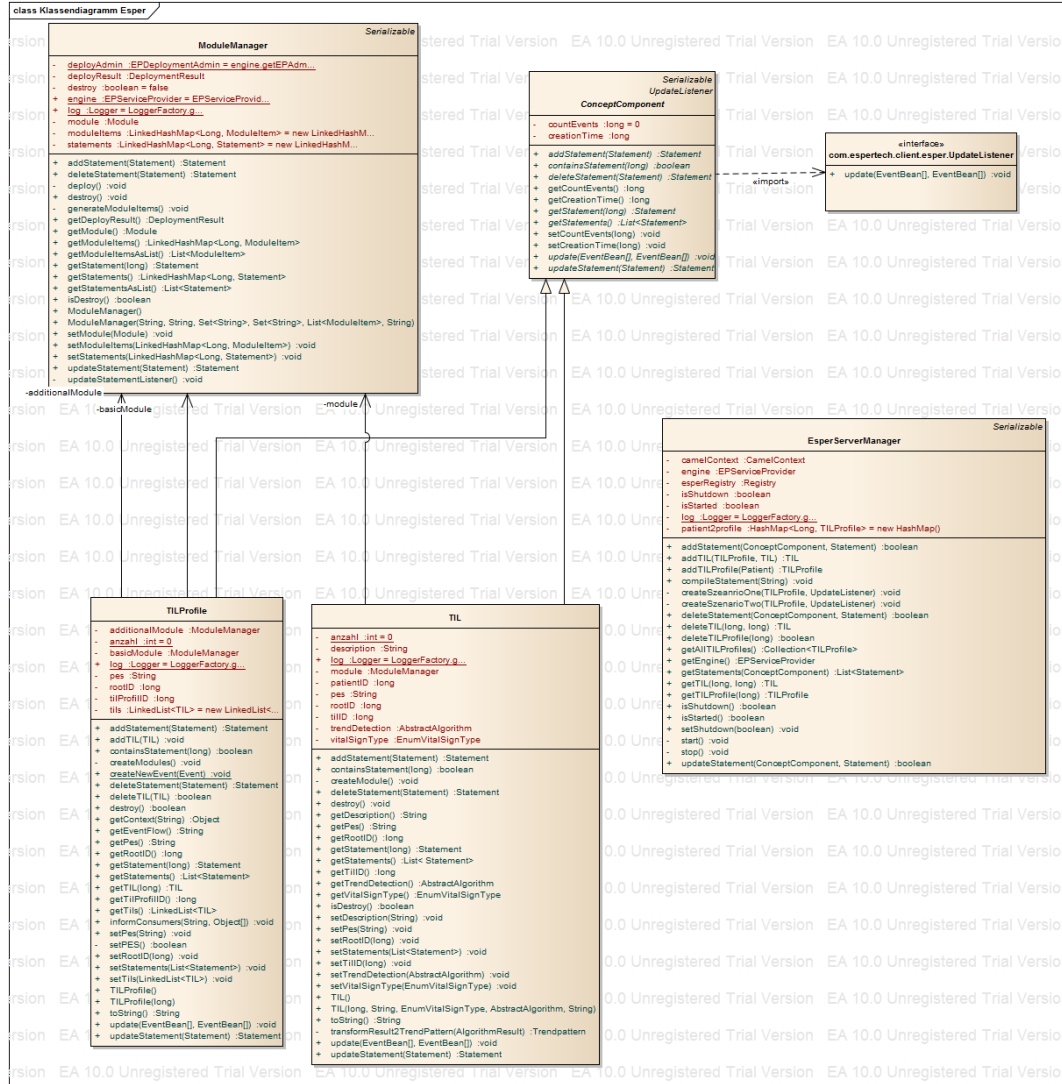 class Klassendiagramm Esper
Serializable
ModuleManager
- deployAdmin :EPDeploymentAdmin = engine.getEPAdm...
- deployResult :DeploymentResult
- destroy :boolean = false
+ engine :EPServiceProvider = EPServiceProvid...
+ log :Logger = LoggerFactory.g...
- module :Module
- moduleItems :LinkedHashMap<Long, ModuleItem> = new LinkedHashM...
- statements :LinkedHashMap<Long, Statement> = new LinkedHashM...
+ addStatement(Statement) :Statement
+ deleteStatement(Statement) :Statement
- deploy() :void
+ destroy() :void
- generateModuleItems() :void
+ getDeployResult() :DeploymentResult
+ getModule() :Module
+ getModuleItems() :LinkedHashMap<Long, ModuleItem>
+ getModuleItemsAsList() :List<ModuleItem>
+ getStatement(long) :Statement
+ getStatements() :LinkedHashMap<Long, Statement>
+ getStatementsAsList() :List<Statement>
+ isDestroy() :boolean
+ ModuleManager()
+ ModuleManager(String, String, Set<String>, Set<String>, List<ModuleItem>, String)
+ setModule(Module) :void
+ setModuleItems(LinkedHashMap<Long, ModuleItem>) :void
+ setStatements(LinkedHashMap<Long, Statement>) :void
+ updateStatement(Statement) :Statement
- updateStatementListener() :void
Serializable
UpdateListener
ConceptComponent
- countEvents :long = 0
- creationTime :long
+ addStatement(Statement) :Statement
+ containsStatement(long) :boolean
+ deleteStatement(Statement) :Statement
+ getCountEvents() :long
+ getCreationTime() :long
+ getStatement(long) :Statement
+ getStatements() :List<Statement>
+ setCountEvents(long) :void
+ setCreationTime(long) :void
+ update(EventBean[], EventBean[]) :void
+ updateStatement(Statement) :Statement
«import»
«interface»
com.espertech.client.esper.UpdateListener
+ update(EventBean[], EventBean[]) :void
-additionalModule
-basicModule
-module
Serializable
EsperServerManager
- camelContext :CamelContext
- engine :EPServiceProvider
- esperRegistry :Registry
- isShutdown :boolean
- isStarted :boolean
- log :Logger = LoggerFactory.g...
- patient2profile :HashMap<Long, TILProfile> = new HashMap()
+ addStatement(ConceptComponent, Statement) :boolean
+ addTIL(TILProfile, TIL) :TIL
+ addTILProfile(Patient) :TILProfile
+ compileStatement(String) :void
- createSzeanrioOne(TILProfile, UpdateListener) :void
- createSzenarioTwo(TILProfile, UpdateListener) :void
+ deleteStatement(ConceptComponent, Statement) :boolean
+ deleteTIL(long, long) :TIL
+ deleteTILProfile(long) :boolean
+ getAllTILProfiles() :Collection<TILProfile>
+ getEngine() :EPServiceProvider
+ getStatements(ConceptComponent) :List<Statement>
+ getTIL(long, long) :TIL
+ getTILProfile(long) :TILProfile
+ isShutdown() :boolean
+ isStarted() :boolean
+ setShutdown(boolean) :void
- start() :void
- stop() :void
+ updateStatement(ConceptComponent, Statement) :boolean
TILProfile
- additionalModule :ModuleManager
- anzahl :int = 0
- basicModule :ModuleManager
+ log :Logger = LoggerFactory.g...
- pes :String
- rootID :long
- tilProfilID :long
- tils :LinkedList<TIL> = new LinkedList<...
+ addStatement(Statement) :Statement
+ addTIL(TIL) :void
+ containsStatement(long) :boolean
- createModules() :void
+ createNewEvent(Event) :void
+ deleteStatement(Statement) :Statement
+ deleteTIL(TIL) :boolean
+ destroy() :boolean
+ getContext(String) :Object
+ getEventFlow() :String
+ getPes() :String
+ getRootID() :long
+ getStatement(long) :Statement
+ getStatements() :List<Statement>
+ getTIL(long) :TIL
+ getTilProfilID() :long
+ getTils() :LinkedList<TIL>
+ informConsumers(String, Object[]) :void
+ setPes(String) :void
- setPES() :boolean
+ setRootID(long) :void
+ setStatements(List<Statement>) :void
+ setTils(LinkedList<TIL>) :void
+ TILProfile()
+ TILProfile(long)
+ toString() :String
+ update(EventBean[], EventBean[]) :void
+ updateStatement(Statement) :Statement
TIL
- anzahl :int = 0
- description :String
+ log :Logger = LoggerFactory.g...
- module :ModuleManager
- patientID :long
- pes :String
- rootID :long
- tilID :long
- trendDetection :AbstractAlgorithm
- vitalSignType :EnumVitalSignType
+ addStatement(Statement) :Statement
+ containsStatement(long) :boolean
- createModule() :void
+ deleteStatement(Statement) :Statement
+ destroy() :void
+ getDescription() :String
+ getPes() :String
+ getRootID() :long
+ getStatement(long) :Statement
+ getStatements() :List< Statement>
+ getTilID() :long
+ getTrendDetection() :AbstractAlgorithm
+ getVitalSignType() :EnumVitalSignType
+ isDestroy() :boolean
+ setDescription(String) :void
+ setPes(String) :void
+ setRootID(long) :void
+ setStatements(List<Statement>) :void
+ setTilID(long) :void
+ setTrendDetection(AbstractAlgorithm) :void
+ setVitalSignType(EnumVitalSignType) :void
+ TIL()
+ TIL(long, String, EnumVitalSignType, AbstractAlgorithm, String)
+ toString() :String
- transformResult2TrendPattern(AlgorithmResult) :Trendpattern
+ update(EventBean[], EventBean[]) :void
+ updateStatement(Statement) :Statement
EA 10.0 Unregistered Trial Version